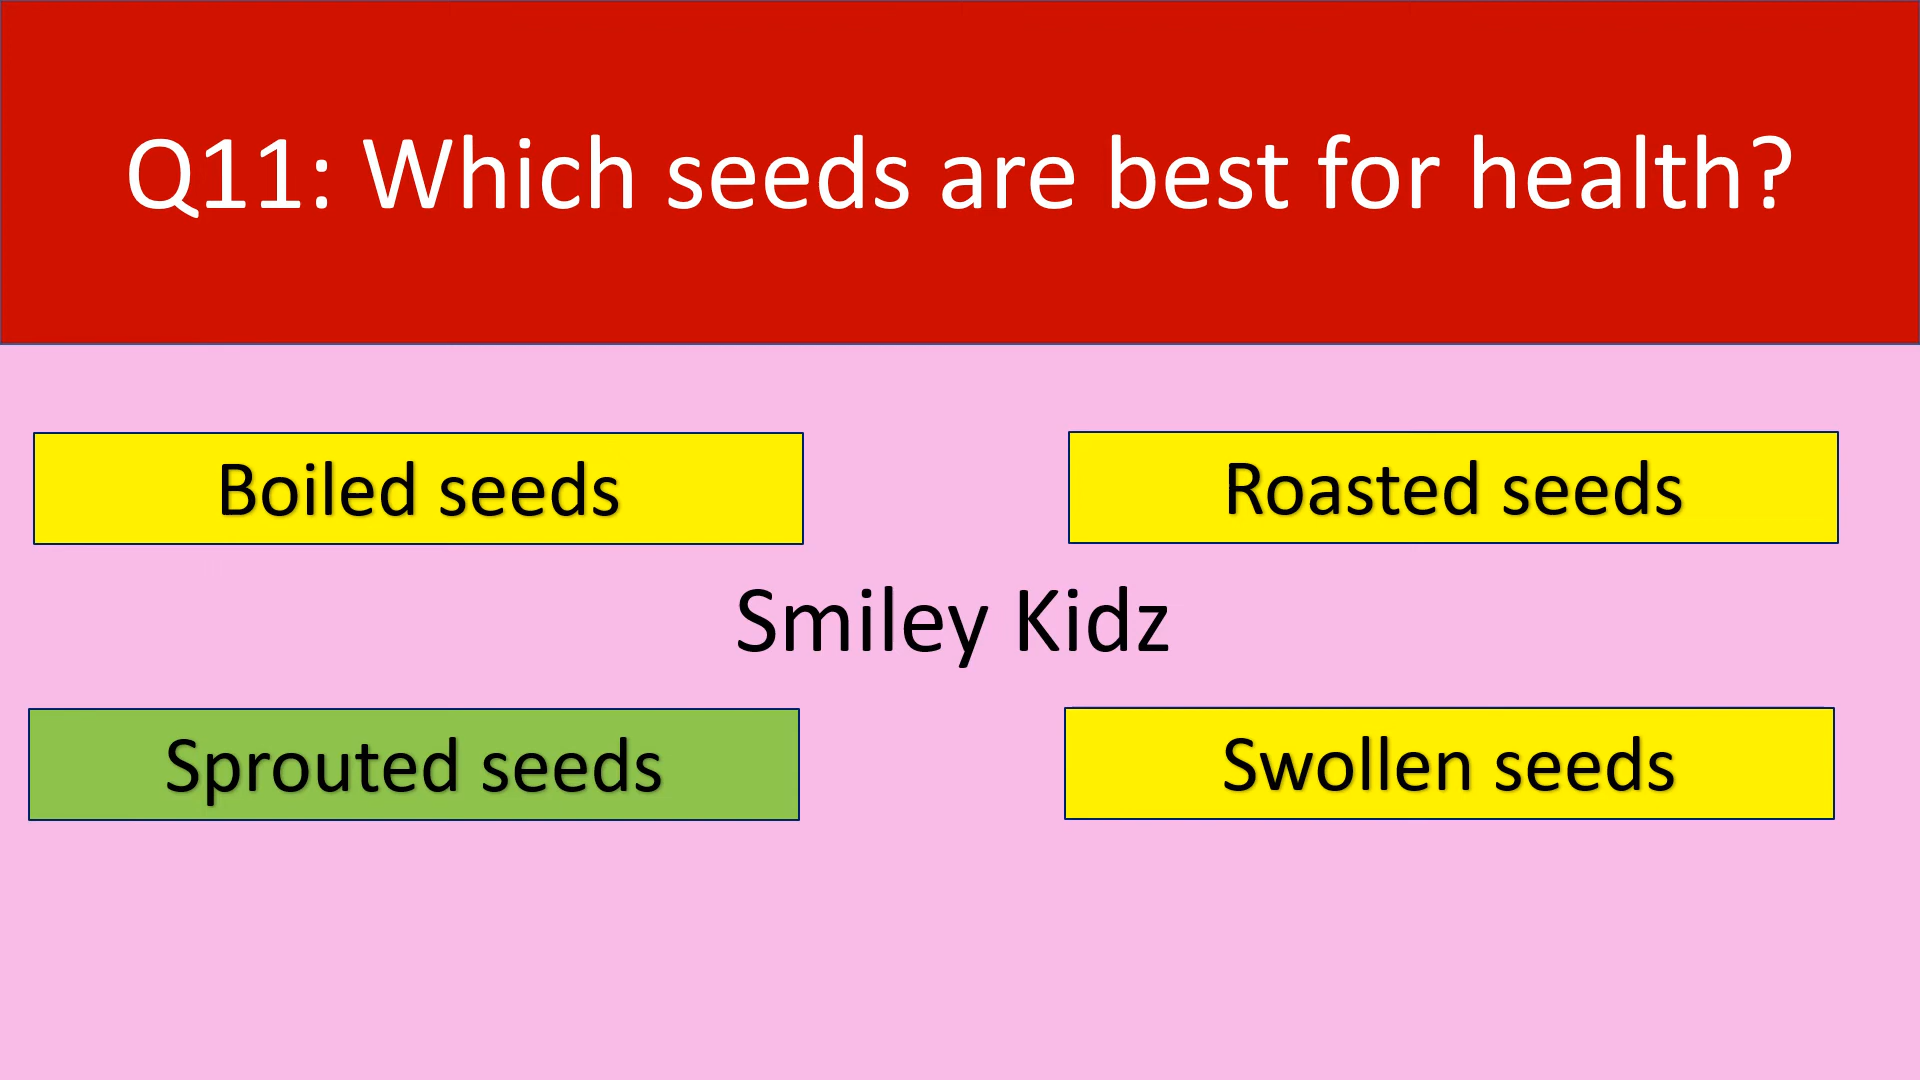 Q11: Which seeds are best for health?
Boiled seeds
Roasted seeds
Smiley Kidz
Sprouted seeds
Swollen seeds